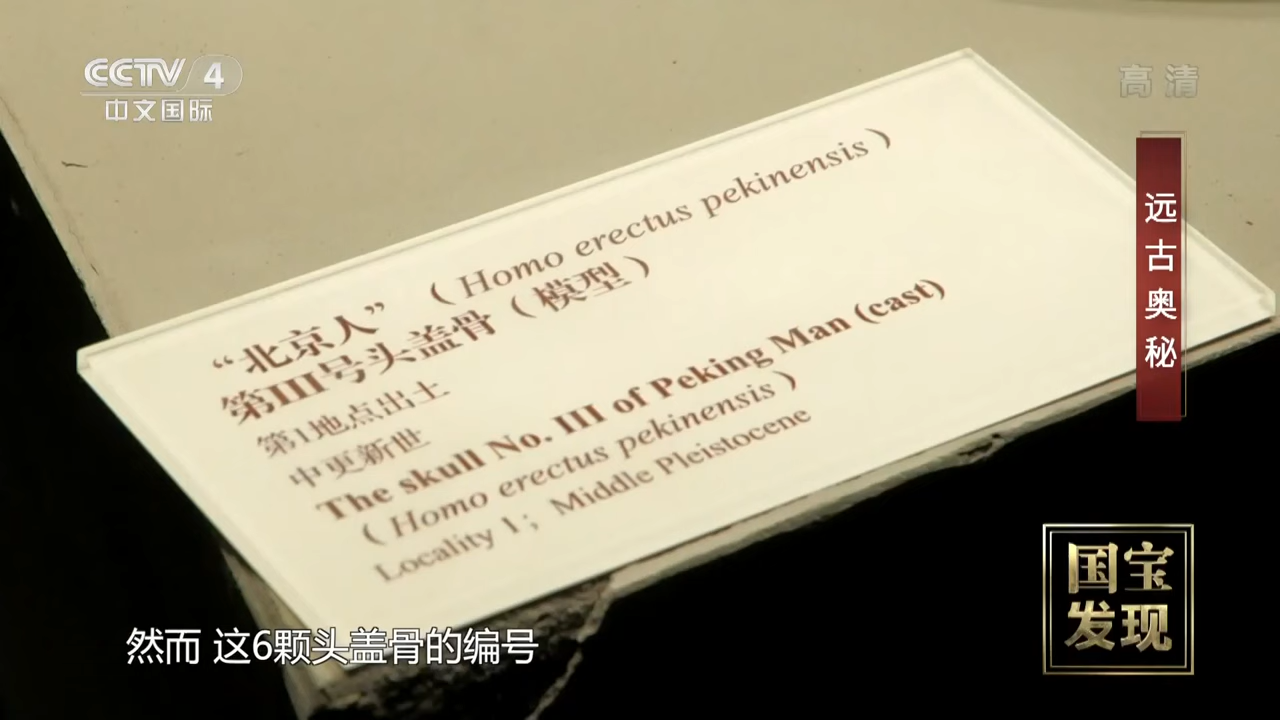 CCTV 4
中文国际
高清
远古奥秘
“北京人”（Homo erectus pekinensis）
第III号头盖骨（模型）
第1地点出土
中更新世
The skull No. III of Peking Man (cast)
（Homo erectus pekinensis）
Locality 1；Middle Pleistocene
国宝
发现
然而 这6颗头盖骨的编号